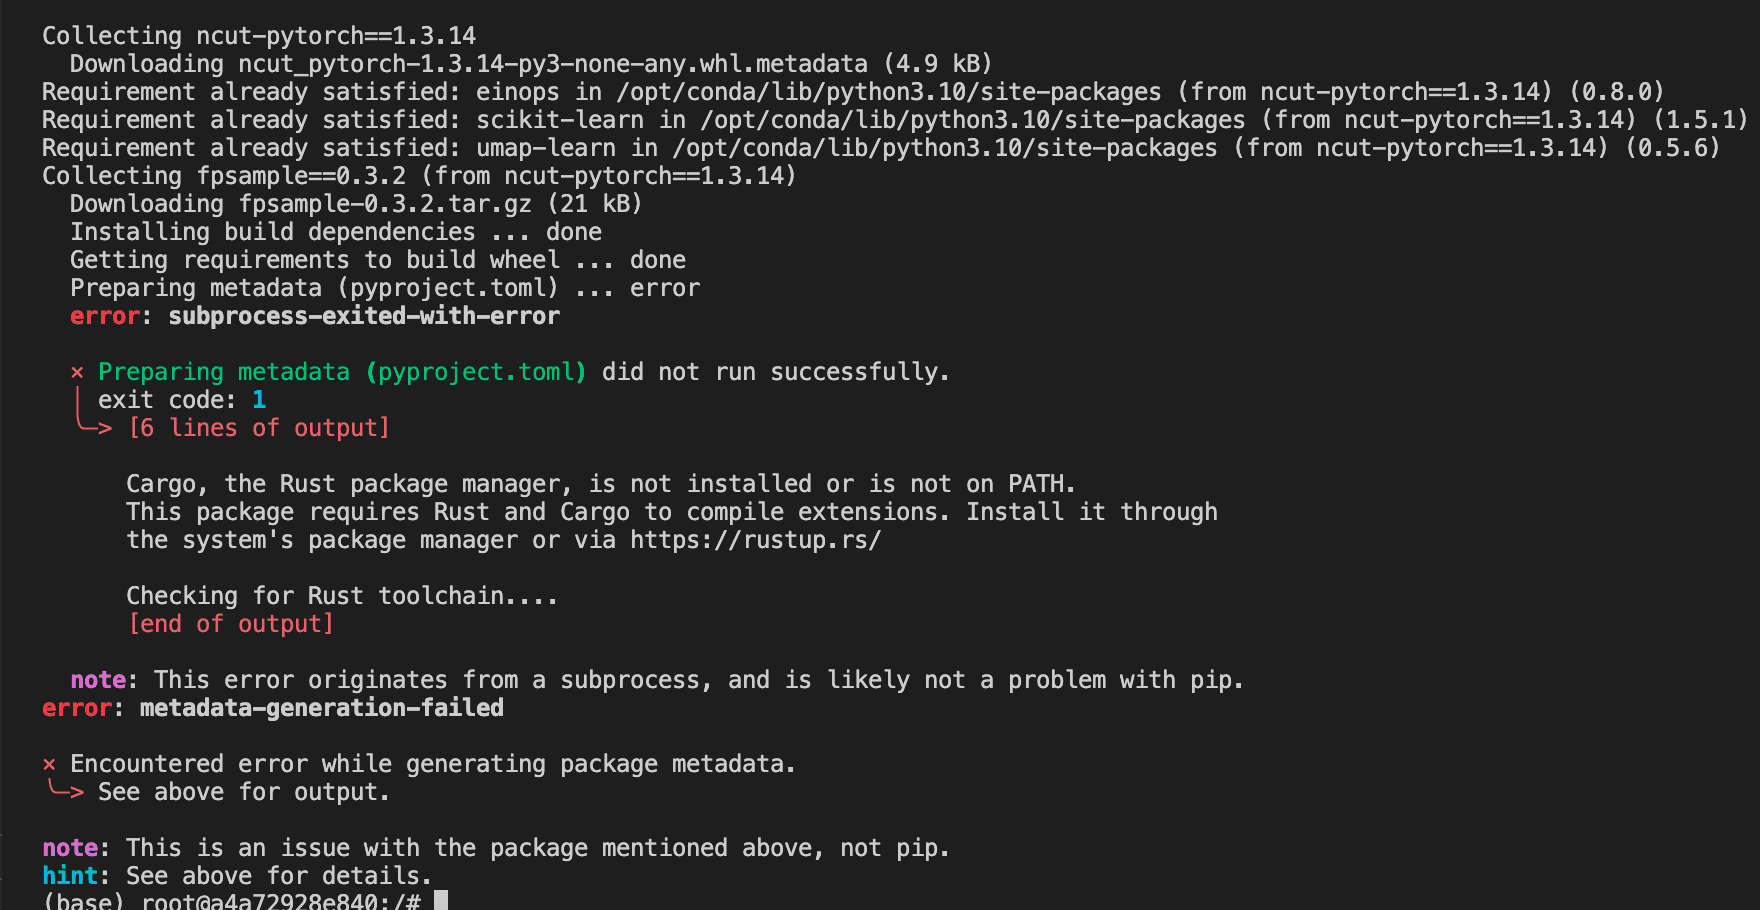 Collecting ncut-pytorch==1.3.14
Downloading ncut_pytorch-1.3.14-py3-none-any.whl.metadata (4.9 kB)
Requirement already satisfied: einops in /opt/conda/lib/python3.10/site-packages (from ncut-pytorch==1.3.14) (0.8.0)
Requirement already satisfied: scikit-learn in /opt/conda/lib/python3.10/site-packages (from ncut-pytorch==1.3.14) (1.5.1)
Requirement already satisfied: umap-learn in /opt/conda/lib/python3.10/site-packages (from ncut-pytorch==1.3.14) (0.5.6)
Collecting fpsample==0.3.2 (from ncut-pytorch==1.3.14)
Downloading fpsample-0.3.2.tar.gz (21 kB)
Installing build dependencies ... done
Getting requirements to build wheel ... done
Preparing metadata (pyproject.toml) ... error
error: subprocess-exited-with-error
× Preparing metadata (pyproject.toml) did not run successfully.
│ exit code: 1
╰─> [6 lines of output]
Cargo, the Rust package manager, is not installed or is not on PATH.
This package requires Rust and Cargo to compile extensions. Install it through
the system's package manager or via https://rustup.rs/
Checking for Rust toolchain....
[end of output]
note: This error originates from a subprocess, and is likely not a problem with pip.
error: metadata-generation-failed
× Encountered error while generating package metadata.
╰─> See above for output.
note: This is an issue with the package mentioned above, not pip.
hint: See above for details.
(base) root@a4a72928e840:/#